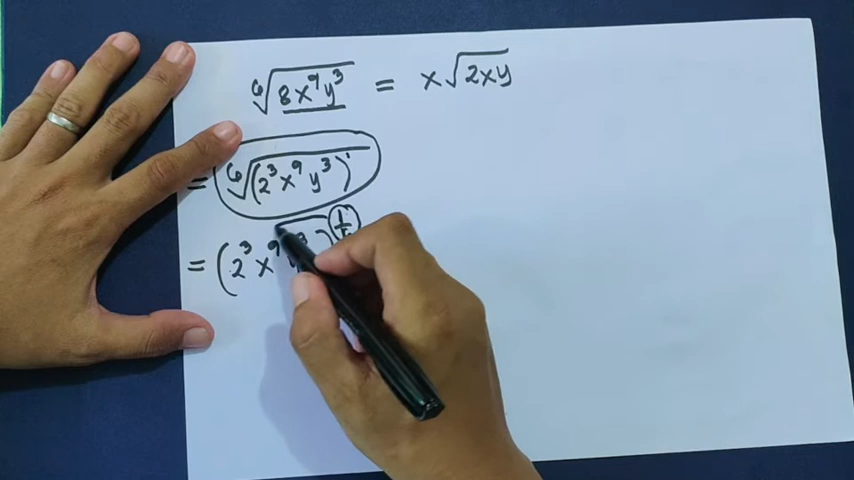 ⁶√8x⁹y³ = x√2xy
= ⁶√(2³x⁹y³)¹
= (2³x⁹